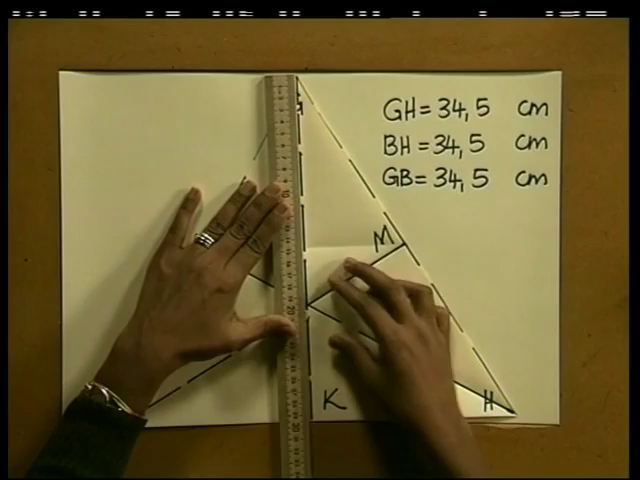 GH = 34,5 cm
BH = 34,5 cm
GB = 34,5 cm
G
M
K
H